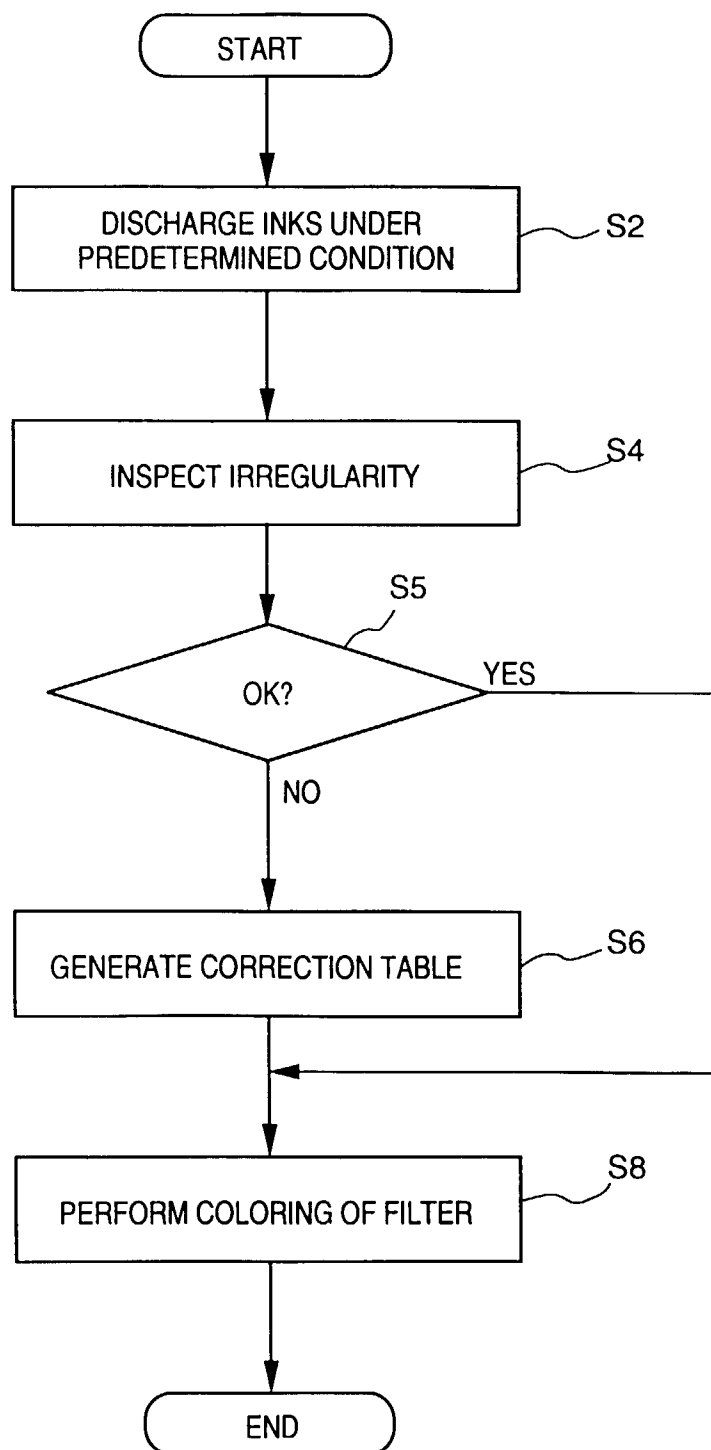 START
DISCHARGE INKS UNDER
PREDETERMINED CONDITION
S2
INSPECT IRREGULARITY
S4
S5
OK?
YES
NO
GENERATE CORRECTION TABLE
S6
PERFORM COLORING OF FILTER
S8
END